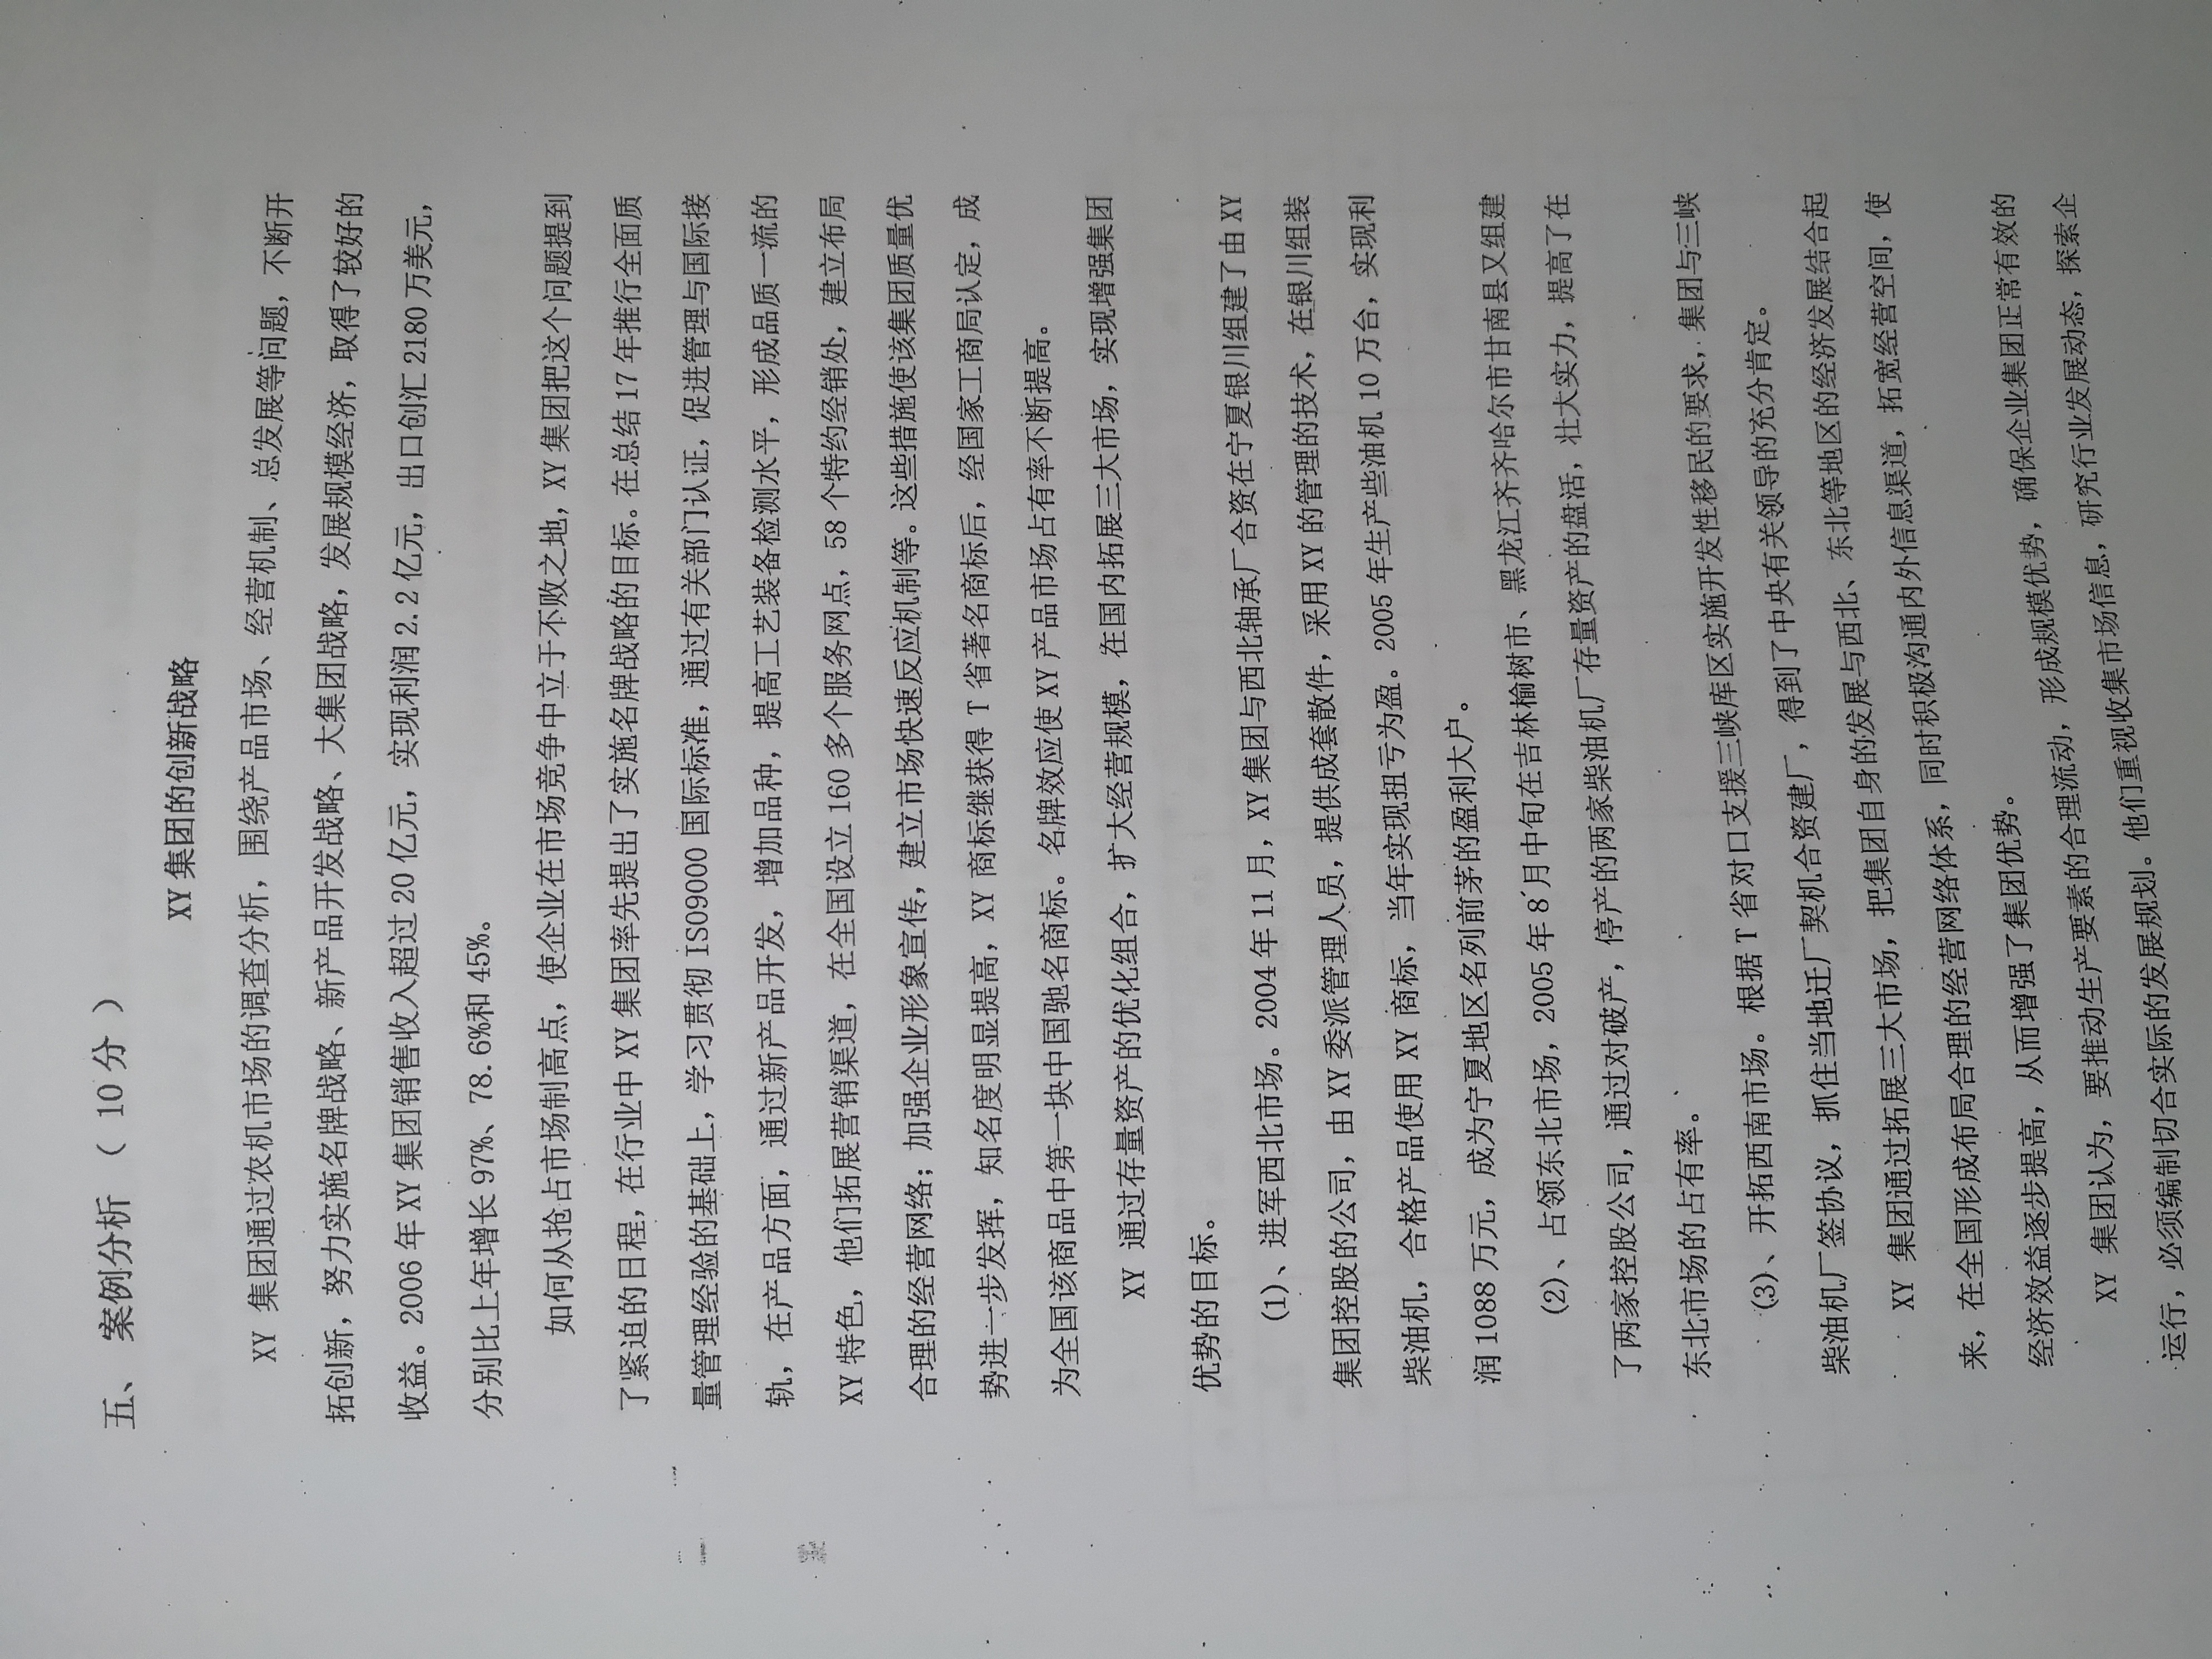 五、 案例分析 （ 10 分 ）
XY 集团的创新战略
XY 集团通过农机市场的调查分析，围绕产品市场、经营机制、总发展等问题，不断开
拓创新，努力实施名牌战略、新产品开发战略、大集团战略，发展规模经济，取得了较好的
收益。2006 年 XY 集团销售收入超过 20 亿元，实现利润 2.2 亿元，出口创汇 2180 万美元，
分别比上年增长 97%、78.6%和 45%。
如何从抢占市场制高点，使企业在市场竞争中立于不败之地，XY 集团把这个问题提到
了紧迫的日程，在行业中 XY 集团率先提出了实施名牌战略的目标。在总结 17 年推行全面质
量管理经验的基础上，学习贯彻 ISO9000 国际标准，通过有关部门认证，促进管理与国际接
轨，在产品方面，通过新产品开发，增加品种，提高工艺装备检测水平，形成品质一流的
XY 特色，他们拓展营销渠道，在全国设立 160 多个服务网点，58 个特约经销处，建立布局
合理的经营网络；加强企业形象宣传，建立市场快速反应机制等。这些措施使该集团质量优
势进一步发挥，知名度明显提高，XY 商标继获得 T 省著名商标后，经国家工商局认定，成
为全国该商品中第一块中国驰名商标。名牌效应使 XY 产品市场占有率不断提高。
XY 通过存量资产的优化组合，扩大经营规模，在国内拓展三大市场，实现增强集团
优势的目标。
(1)、进军西北市场。2004 年 11 月，XY 集团与西北轴承厂合资在宁夏银川组建了由 XY
集团控股的公司，由 XY 委派管理人员，提供成套散件，采用 XY 的管理的技术，在银川组装
柴油机，合格产品使用 XY 商标，当年实现扭亏为盈。2005 年生产些油机 10 万台，实现利
润 1088 万元，成为宁夏地区名列前茅的盈利大户。
(2)、占领东北市场，2005 年 8 月中旬在吉林榆树市、黑龙江齐齐哈尔市甘南县又组建
了两家控股公司，通过对破产，停产的两家柴油机厂存量资产的盘活，壮大实力，提高了在
东北市场的占有率。
(3)、开拓西南市场。根据 T 省对口支援三峡库区实施开发性移民的要求，集团与三峡
柴油机厂签协议，抓住当地迁厂契机合资建厂，得到了中央有关领导的充分肯定。
XY 集团通过拓展三大市场，把集团自身的发展与西北、东北等地区的经济发展结合起
来，在全国形成布局合理的经营网络体系，同时积极沟通内外信息渠道，拓宽经营空间，使
经济效益逐步提高，从而增强了集团优势。
XY 集团认为，要推动生产要素的合理流动，形成规模优势，确保企业集团正常有效的
运行，必须编制切合实际的发展规划。他们重视收集市场信息，研究行业发展动态，探索企